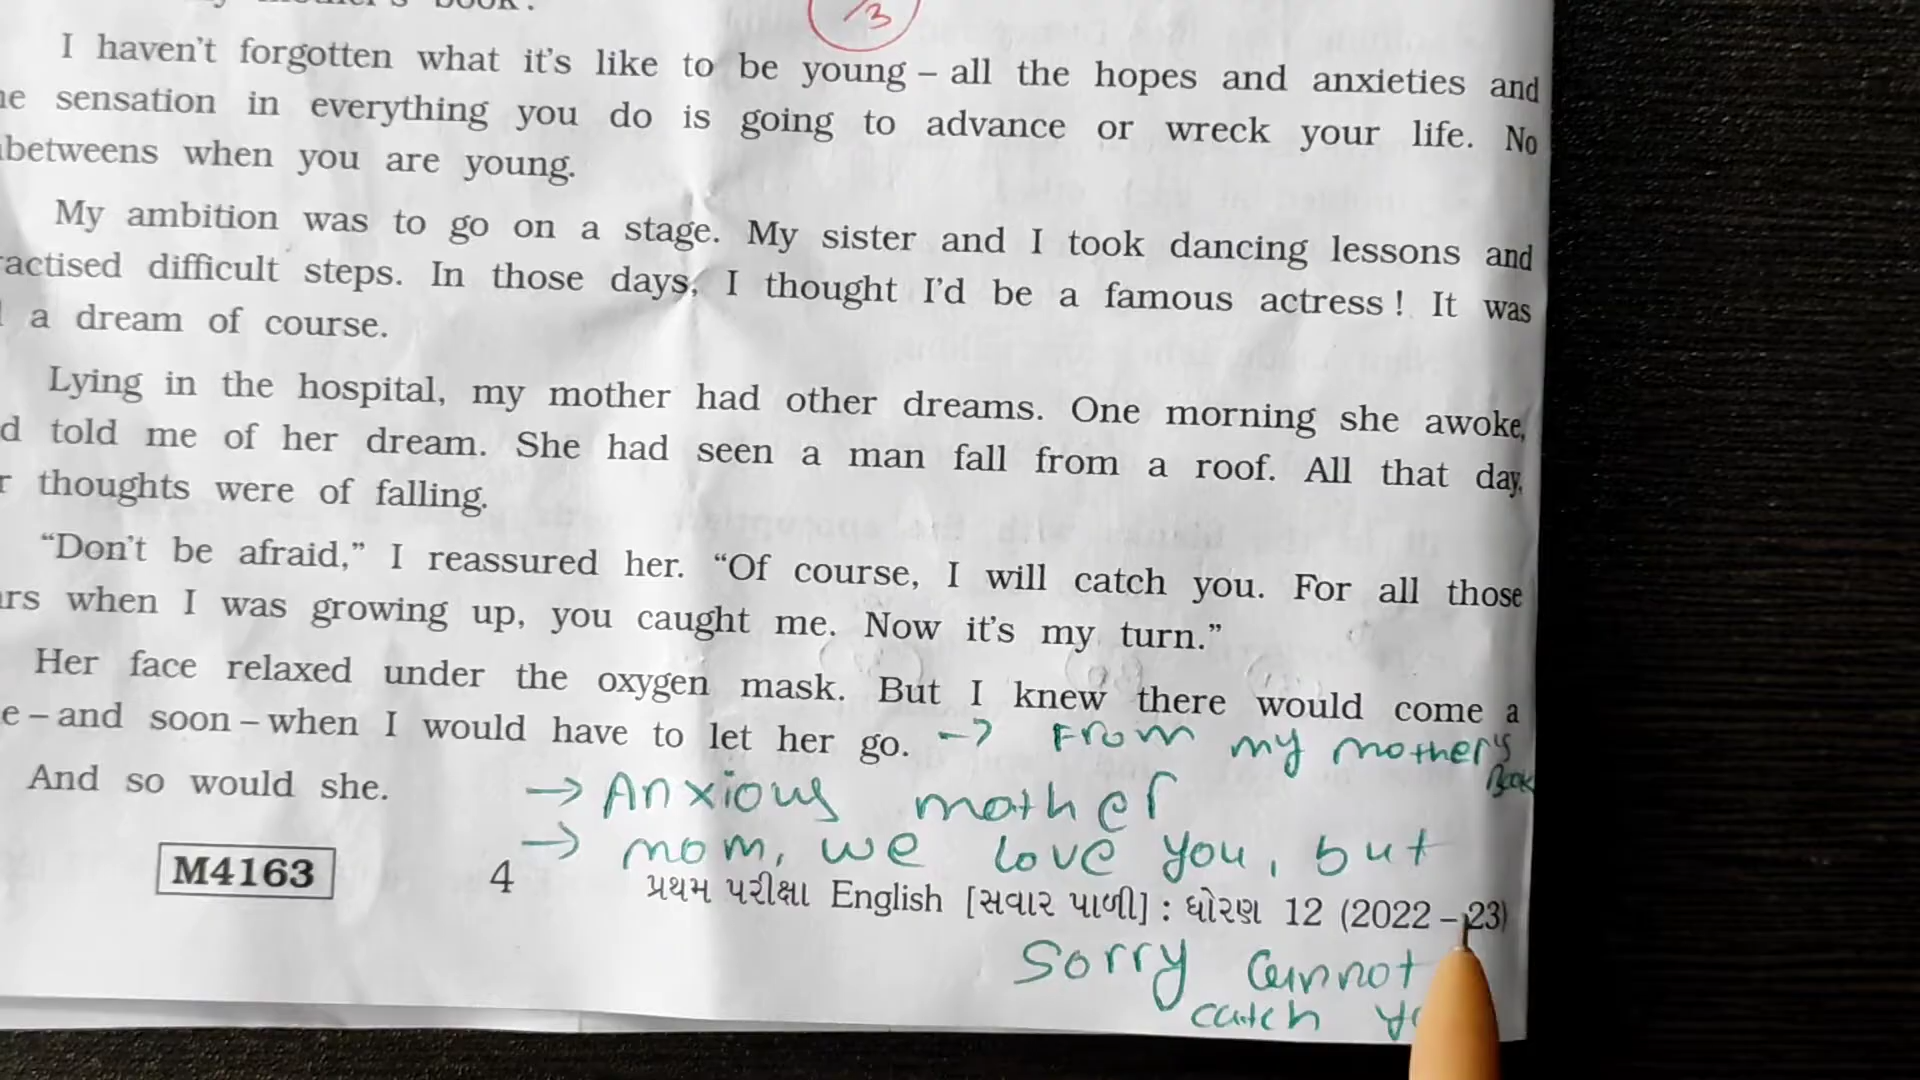 my mother's book.
3
I haven't forgotten what it's like to be young – all the hopes and anxieties and
sensation in everything you do is going to advance or wreck your life. No
betweens when you are young.
My ambition was to go on a stage. My sister and I took dancing lessons and
actised difficult steps. In those days, I thought I'd be a famous actress ! It was
a dream of course.
Lying in the hospital, my mother had other dreams. One morning she awoke,
d told me of her dream. She had seen a man fall from a roof. All that day,
r thoughts were of falling.
“Don't be afraid,” I reassured her. “Of course, I will catch you. For all those
rs when I was growing up, you caught me. Now it's my turn.”
Her face relaxed under the oxygen mask. But I knew there would come a
e – and soon – when I would have to let her go. → From my mother's
Book
And so would she. → Anxious mother
→ mom, we love you, but
M4163 4 પ્રથમ પરીક્ષા English [સવાર પાળી] : ધોરણ 12 (2022 – 23)
Sorry cannot
catch